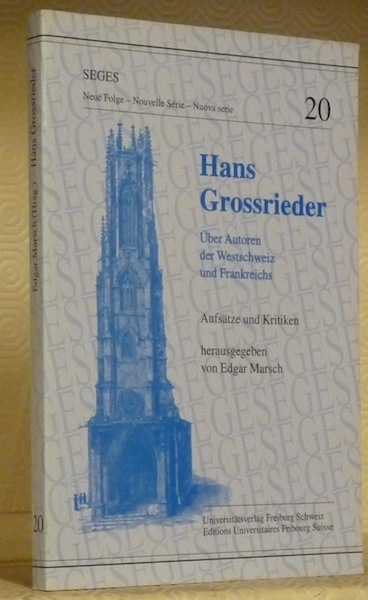 SEGES
Neue Folge – Nouvelle Série – Nuova serie
20
Hans
Grossrieder
Über Autoren
der Westschweiz
und Frankreichs
Aufsätze und Kritiken
herausgegeben
von Edgar Marsch
Universitätsverlag Freiburg Schweiz
Editions Universitaires Fribourg Suisse
Edgar Marsch (Hrsg.) Hans Grossrieder
20